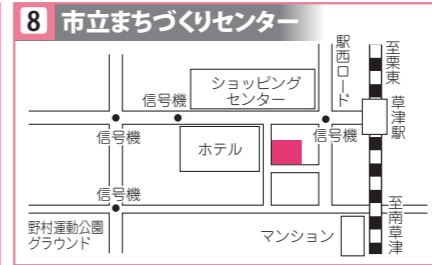 8 市立まちづくりセンター
駅西ロード
至栗東
ショッピング
センター
信号機
草津駅
信号機
信号機
ホテル
信号機
至南草津
野村運動公園
グラウンド
マンション